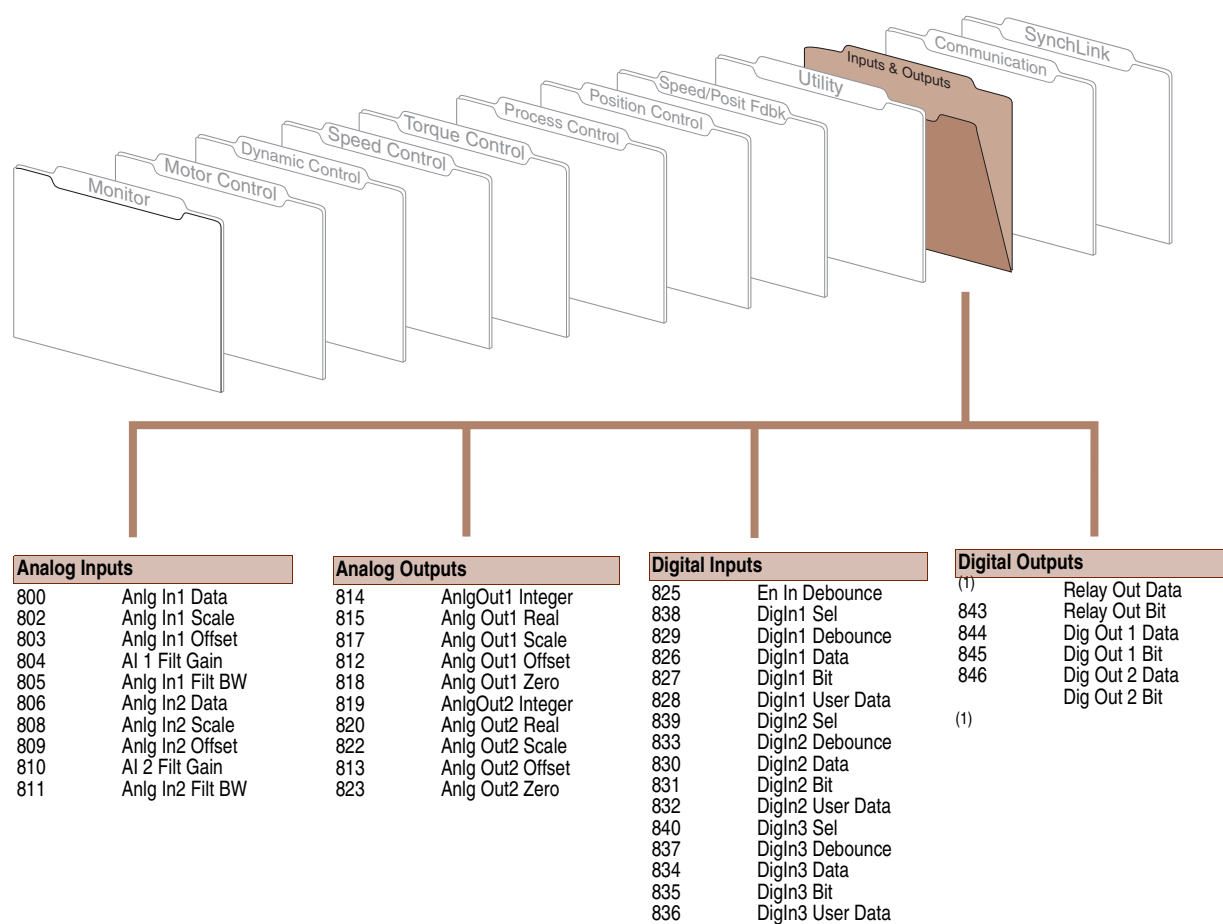 SynchLink
Communication
Inputs & Outputs
Utility
Speed/Posit Fdbk
Position Control
Process Control
Torque Control
Speed Control
Dynamic Control
Motor Control
Monitor
Analog Inputs
800 Anlg In1 Data
802 Anlg In1 Scale
803 Anlg In1 Offset
804 AI 1 Filt Gain
805 Anlg In1 Filt BW
806 Anlg In2 Data
808 Anlg In2 Scale
809 Anlg In2 Offset
810 AI 2 Filt Gain
811 Anlg In2 Filt BW
Analog Outputs
814 AnlgOut1 Integer
815 Anlg Out1 Real
817 Anlg Out1 Scale
812 Anlg Out1 Offset
818 Anlg Out1 Zero
819 AnlgOut2 Integer
820 Anlg Out2 Real
822 Anlg Out2 Scale
813 Anlg Out2 Offset
823 Anlg Out2 Zero
Digital Inputs
825 En In Debounce
838 DigIn1 Sel
829 DigIn1 Debounce
826 DigIn1 Data
827 DigIn1 Bit
828 DigIn1 User Data
839 DigIn2 Sel
833 DigIn2 Debounce
830 DigIn2 Data
831 DigIn2 Bit
832 DigIn2 User Data
840 DigIn3 Sel
837 DigIn3 Debounce
834 DigIn3 Data
835 DigIn3 Bit
836 DigIn3 User Data
Digital Outputs
(1) Relay Out Data
843 Relay Out Bit
844 Dig Out 1 Data
845 Dig Out 1 Bit
846 Dig Out 2 Data
Dig Out 2 Bit
(1)